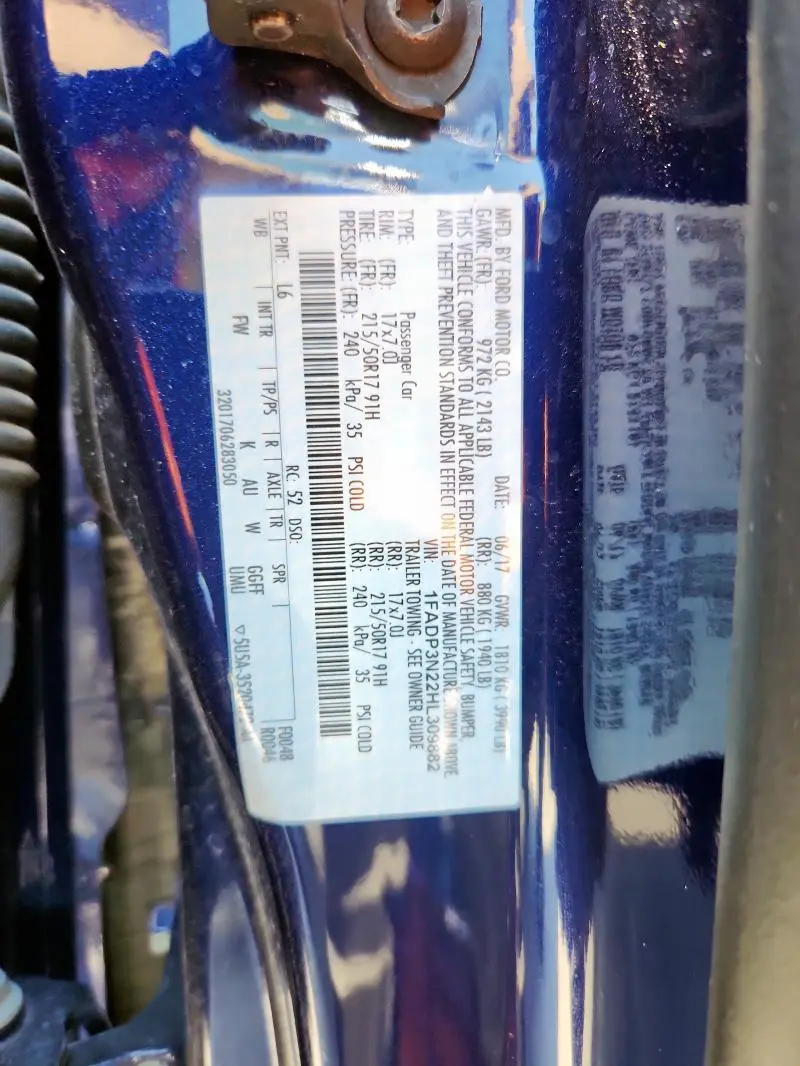 MFD. BY FORD MOTOR CO.
DATE: 06/17 GVWR: 1810 KG ( 3990 LB)
GAWR: (FR): 972 KG ( 2143 LB) (RR): 880 KG ( 1940 LB)
THIS VEHICLE CONFORMS TO ALL APPLICABLE FEDERAL MOTOR VEHICLE SAFETY, BUMPER,
AND THEFT PREVENTION STANDARDS IN EFFECT ON THE DATE OF MANUFACTURE SHOWN ABOVE
VIN: 1FADP3N22HL309882
TYPE: Passenger Car TRAILER TOWING - SEE OWNER GUIDE
RIM: (FR): 17x7.0J (RR): 17x7.0J
TIRE: (FR): 215/50R17 91H (RR): 215/50R17 91H
PRESSURE: (FR): 240 kPa/ 35 PSI COLD (RR): 240 kPa/ 35 PSI COLD
RC: 52 DSO: F0048
EXT PNT: L6 R0046
INT TR TP/PS R AXLE TR SPR
WB FW K AU W GGFF UMU
3201706283050